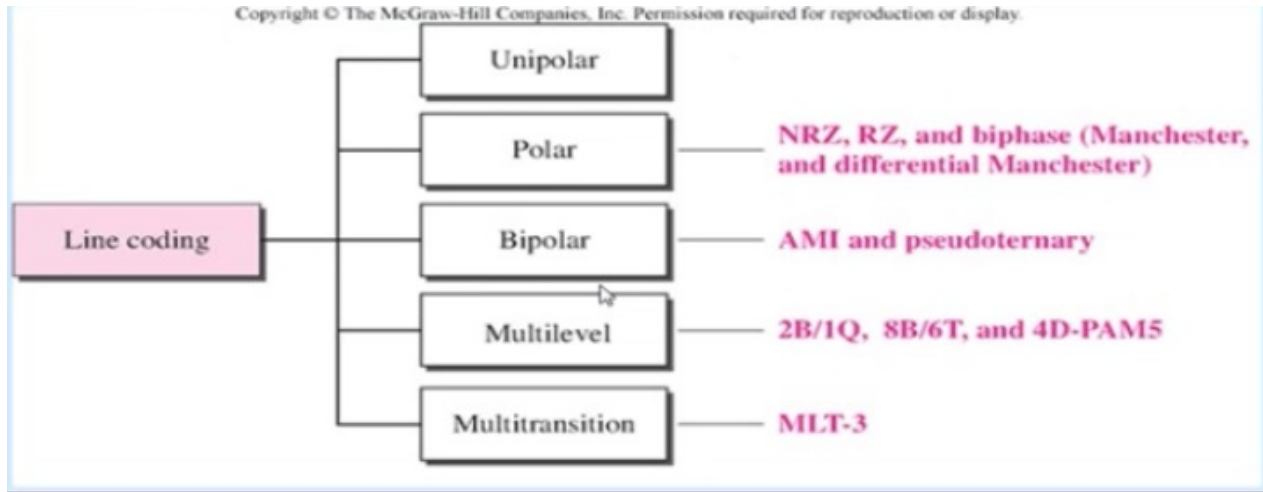 Copyright © The McGraw-Hill Companies, Inc. Permission required for reproduction or display.
Unipolar
Polar
NRZ, RZ, and biphase (Manchester,
and differential Manchester)
Line coding
Bipolar
AMI and pseudoternary
Multilevel
2B/1Q, 8B/6T, and 4D-PAM5
Multitransition
MLT-3